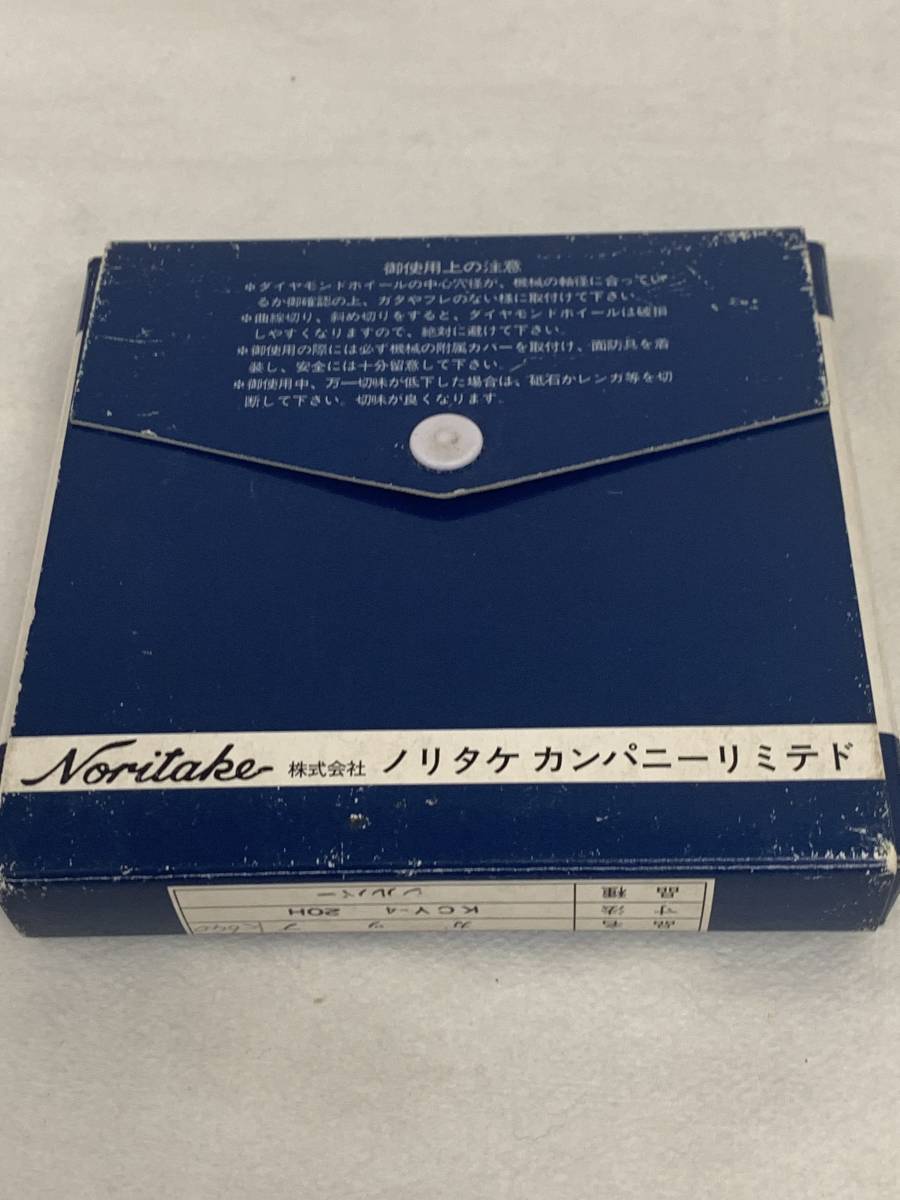 御使用上の注意
＊ダイヤモンドホイールの中心穴径が、機械の軸径に合ってい
るか御確認の上、ガタやフレのない様に取付けて下さい。
＊曲線切り、斜め切りをすると、ダイヤモンドホイールは破損
しやすくなりますので、絶対に避けて下さい。
＊御使用の際には必ず機械の附属カバーを取付け、面防具を着
装し、安全には十分留意して下さい。
＊御使用中、万一切味が低下した場合は、砥石かレンガ等を切
断して下さい。切味が良くなります。
Noritake 株式会社 ノリタケ カンパニーリミテド
品名 カップ
寸法 KCY-4 20H
品種 シルバー